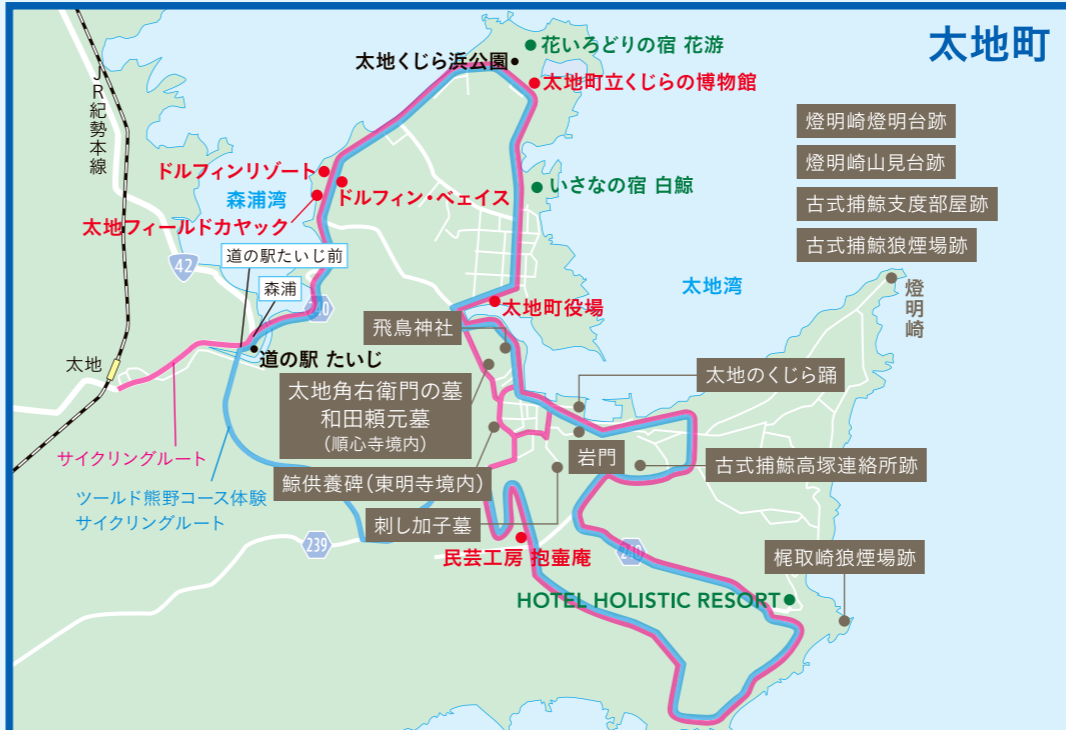 太地町
花いろどりの宿 花游
太地くじら浜公園
太地町立くじらの博物館
JR紀勢本線
燈明崎燈明台跡
燈明崎山見台跡
古式捕鯨支度部屋跡
古式捕鯨狼煙場跡
ドルフィンリゾート
森浦湾
ドルフィン・ベェイス
いさなの宿 白鯨
太地フィールドカヤック
道の駅たいじ前
42
森浦
240
太地湾
燈明崎
太地町役場
飛鳥神社
道の駅 たいじ
太地
太地角右衛門の墓
和田頼元墓
(順心寺境内)
太地のくじら踊
岩門
古式捕鯨高塚連絡所跡
サイクリングルート
鯨供養碑(東明寺境内)
ツールド熊野コース体験
サイクリングルート
刺し加子墓
239
民芸工房 抱壷庵
240
梶取崎狼煙場跡
HOTEL HOLISTIC RESORT